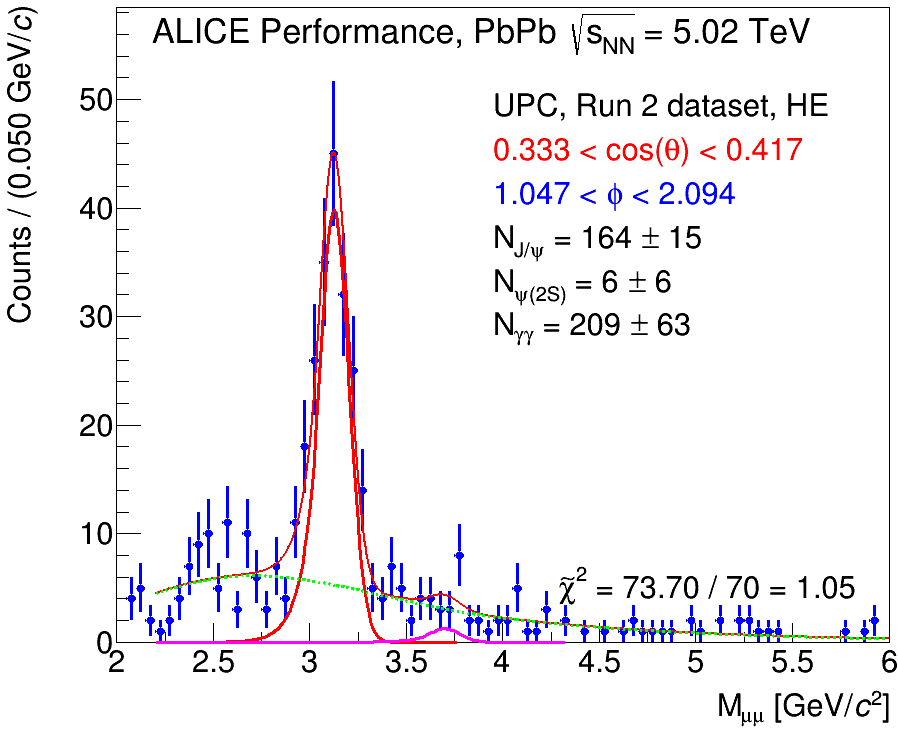 ALICE Performance, PbPb √sNN = 5.02 TeV
UPC, Run 2 dataset, HE
0.333 < cos(θ) < 0.417
1.047 < ϕ < 2.094
NJ/ψ = 164 ± 15
Nψ(2S) = 6 ± 6
Nγγ = 209 ± 63
χ̃² = 73.70 / 70 = 1.05
Counts / (0.050 GeV/c)
50
40
30
20
10
0
2 2.5 3 3.5 4 4.5 5 5.5 6
Mμμ [GeV/c²]